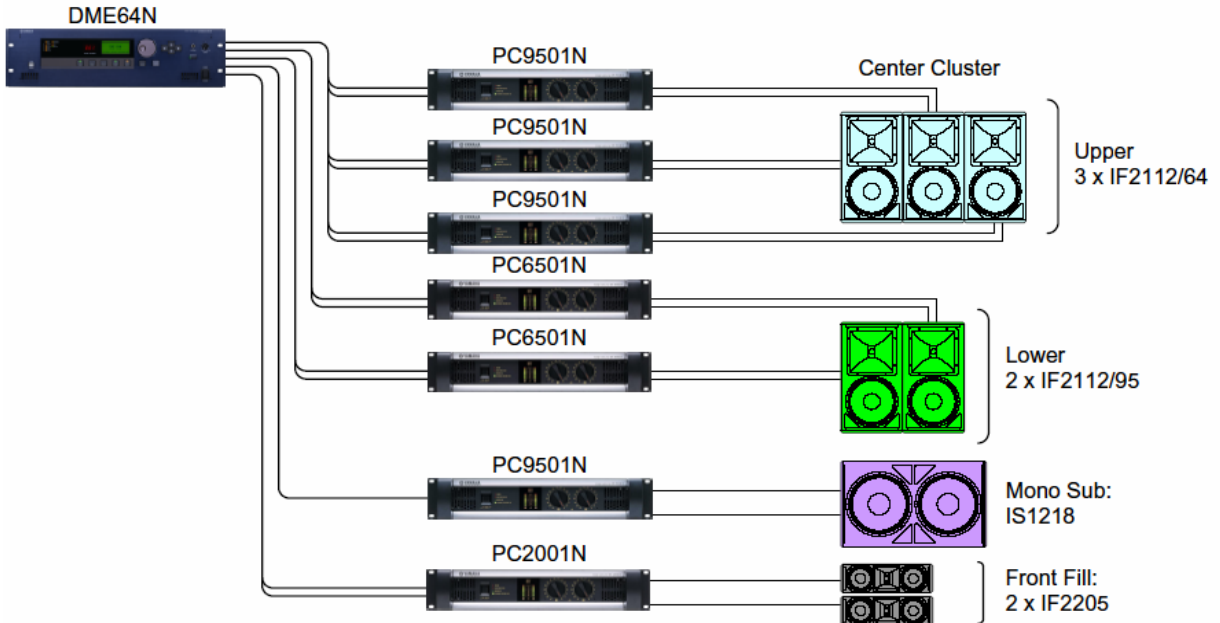 DME64N
PC9501N
Center Cluster
PC9501N
Upper
3 x IF2112/64
PC9501N
PC6501N
PC6501N
Lower
2 x IF2112/95
PC9501N
Mono Sub:
IS1218
PC2001N
Front Fill:
2 x IF2205